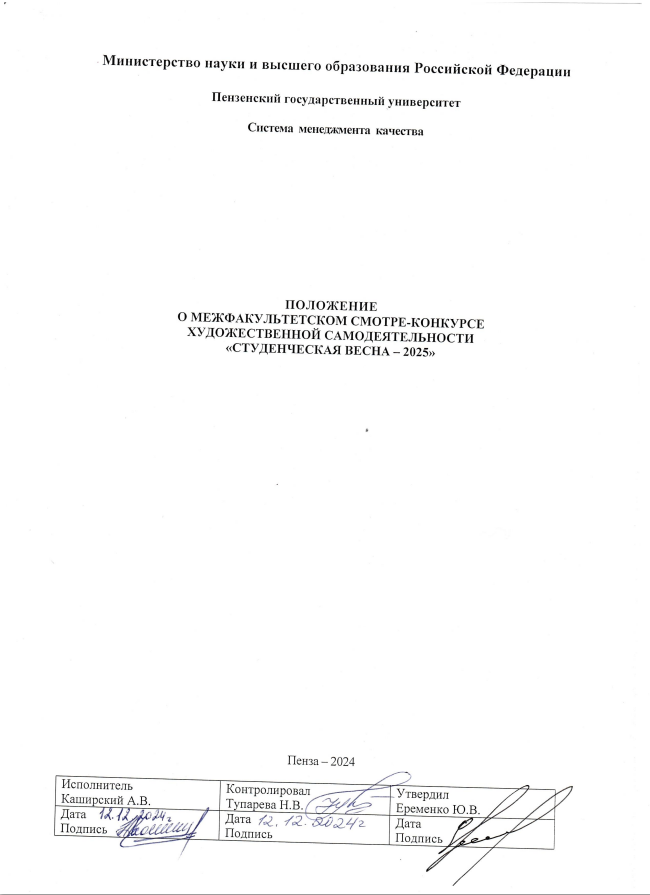 Министерство науки и высшего образования Российской Федерации
Пензенский государственный университет
Система менеджмента качества
ПОЛОЖЕНИЕ
О МЕЖФАКУЛЬТЕТСКОМ СМОТРЕ-КОНКУРСЕ
ХУДОЖЕСТВЕННОЙ САМОДЕЯТЕЛЬНОСТИ
«СТУДЕНЧЕСКАЯ ВЕСНА – 2025»
Пенза – 2024
Исполнитель
Каширский А.В.
Дата 12.12.2024г
Подпись
Контролировал
Тупарева Н.В.
Дата 12.12.2024г
Подпись
Утвердил
Еременко Ю.В.
Дата
Подпись